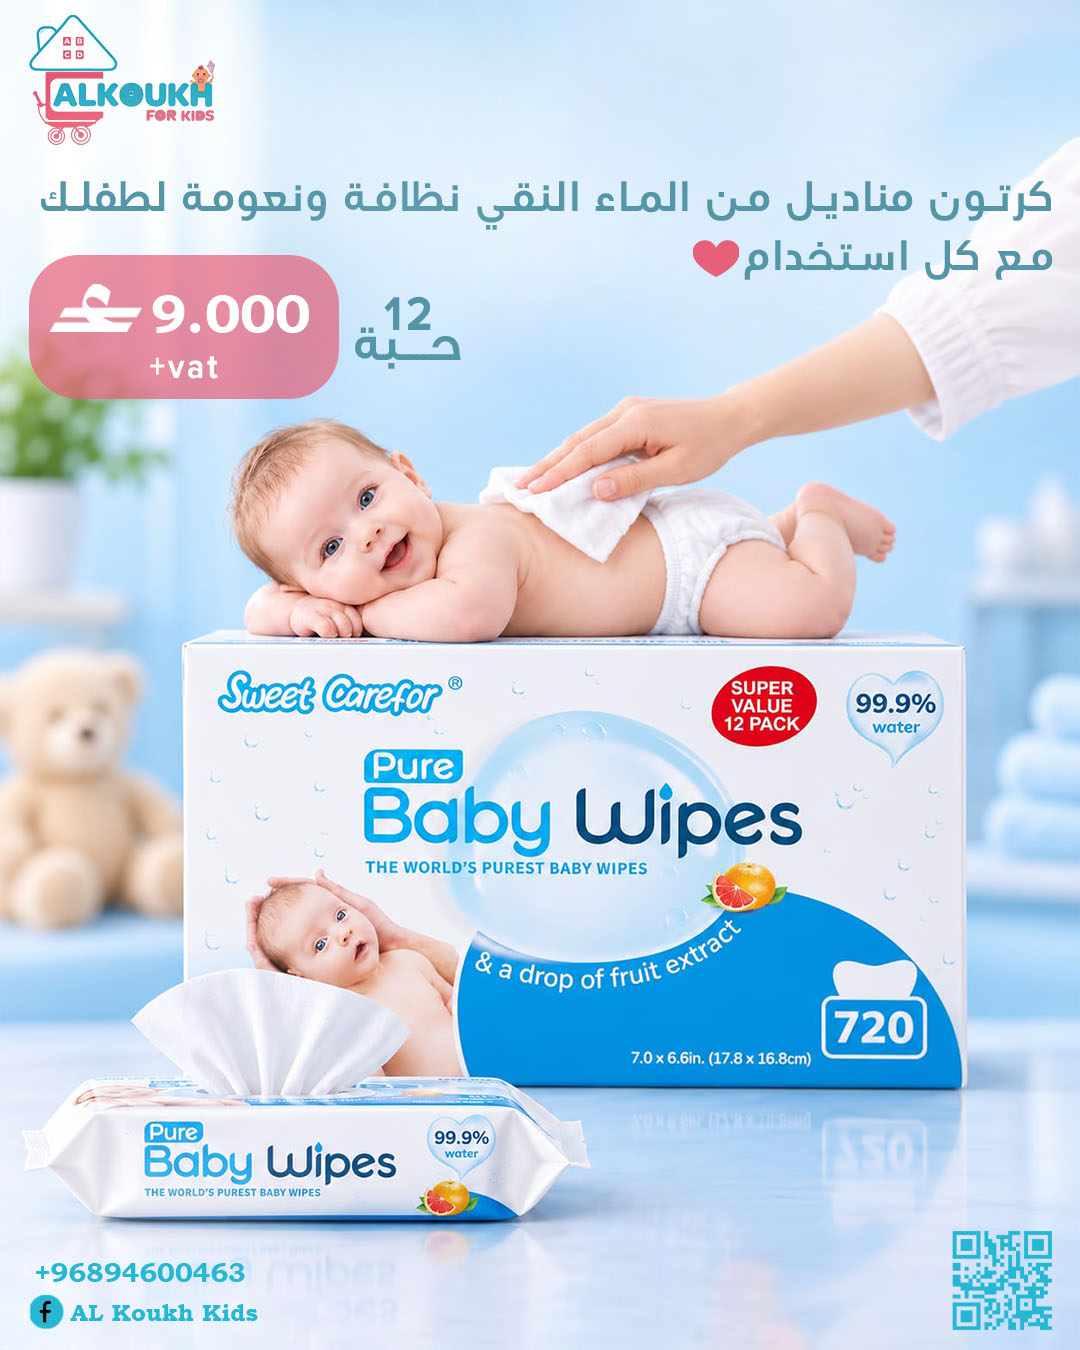 A B
C D
ALKOUKH
FOR KIDS
كرتون مناديل من الماء النقي نظافة ونعومة لطفلك
مع كل استخدام
9.000
+vat
12
حبة
Sweet Carefor ®
SUPER
VALUE
12 PACK
99.9%
water
Pure
Baby Wipes
THE WORLD'S PUREST BABY WIPES
& a drop of fruit extract
720
7.0 x 6.6in. (17.8 x 16.8cm)
Pure
Baby Wipes
THE WORLD'S PUREST BABY WIPES
99.9%
water
+96894600463
f AL Koukh Kids